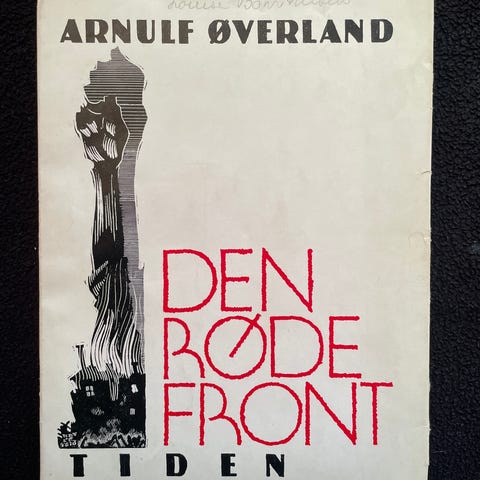 ARNULF ØVERLAND
DEN
RØDE
FRONT
TIDEN